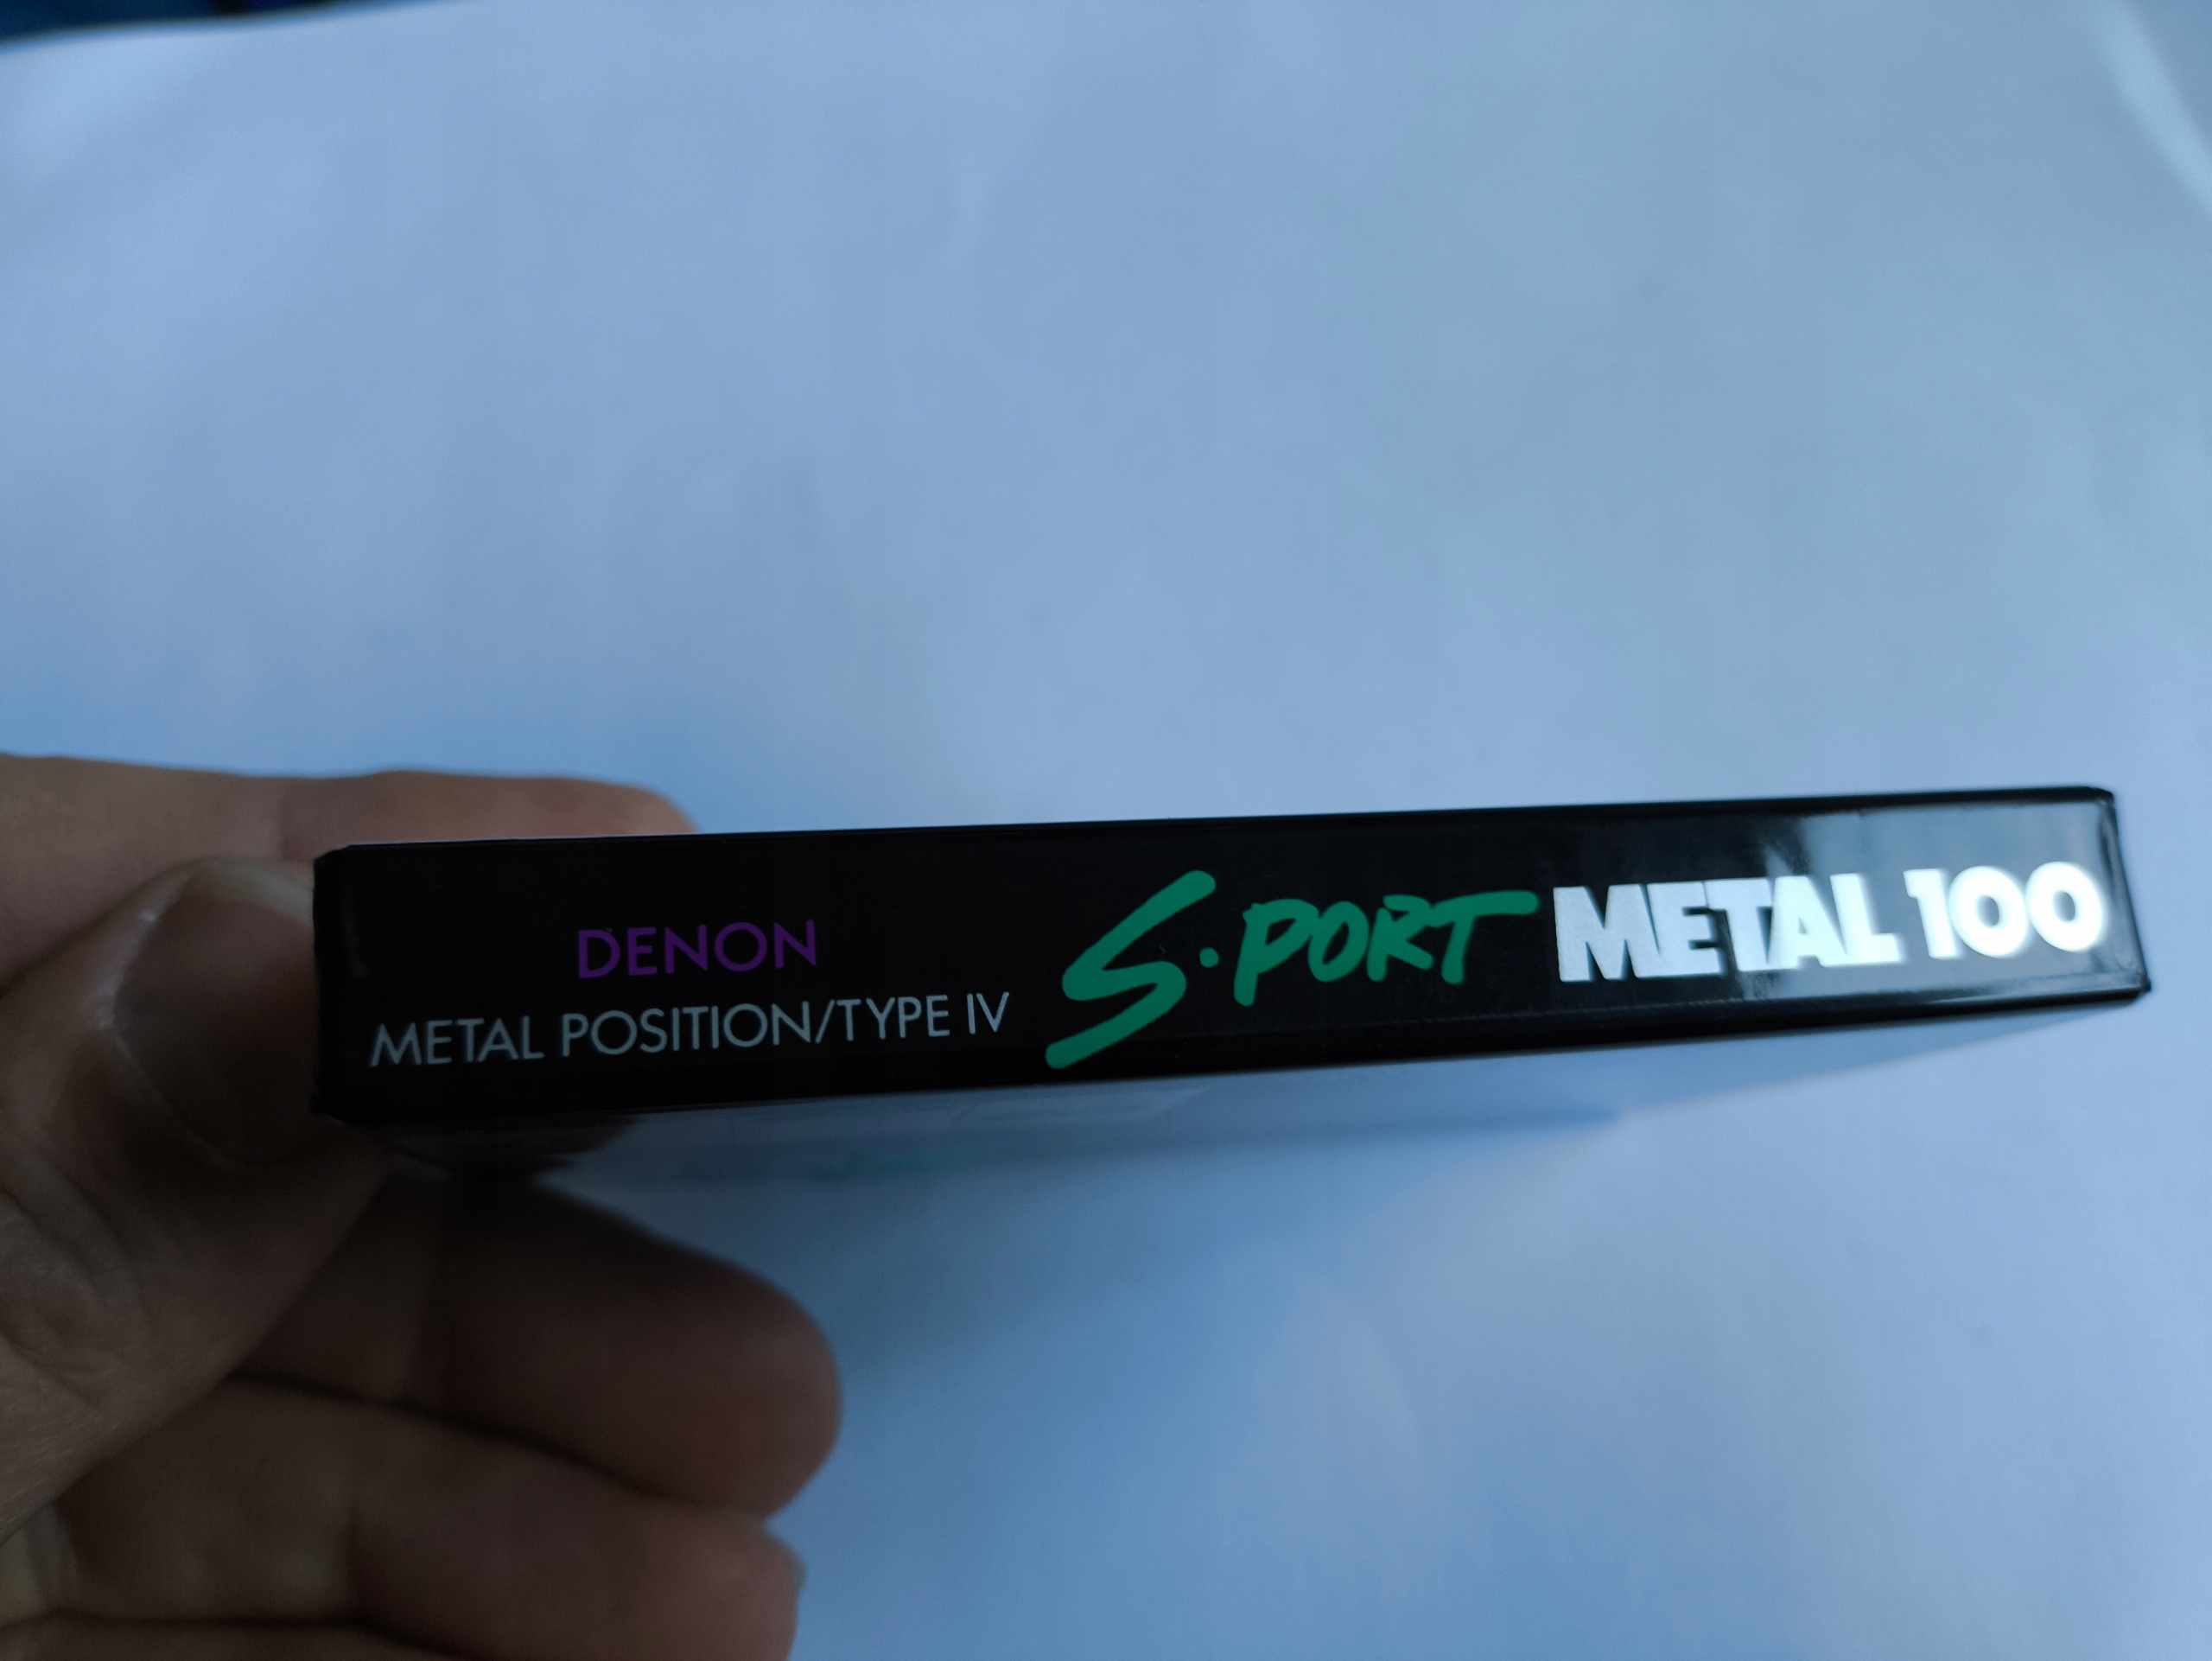 DENON
METAL POSITION/TYPE IV
S·PORT METAL 100